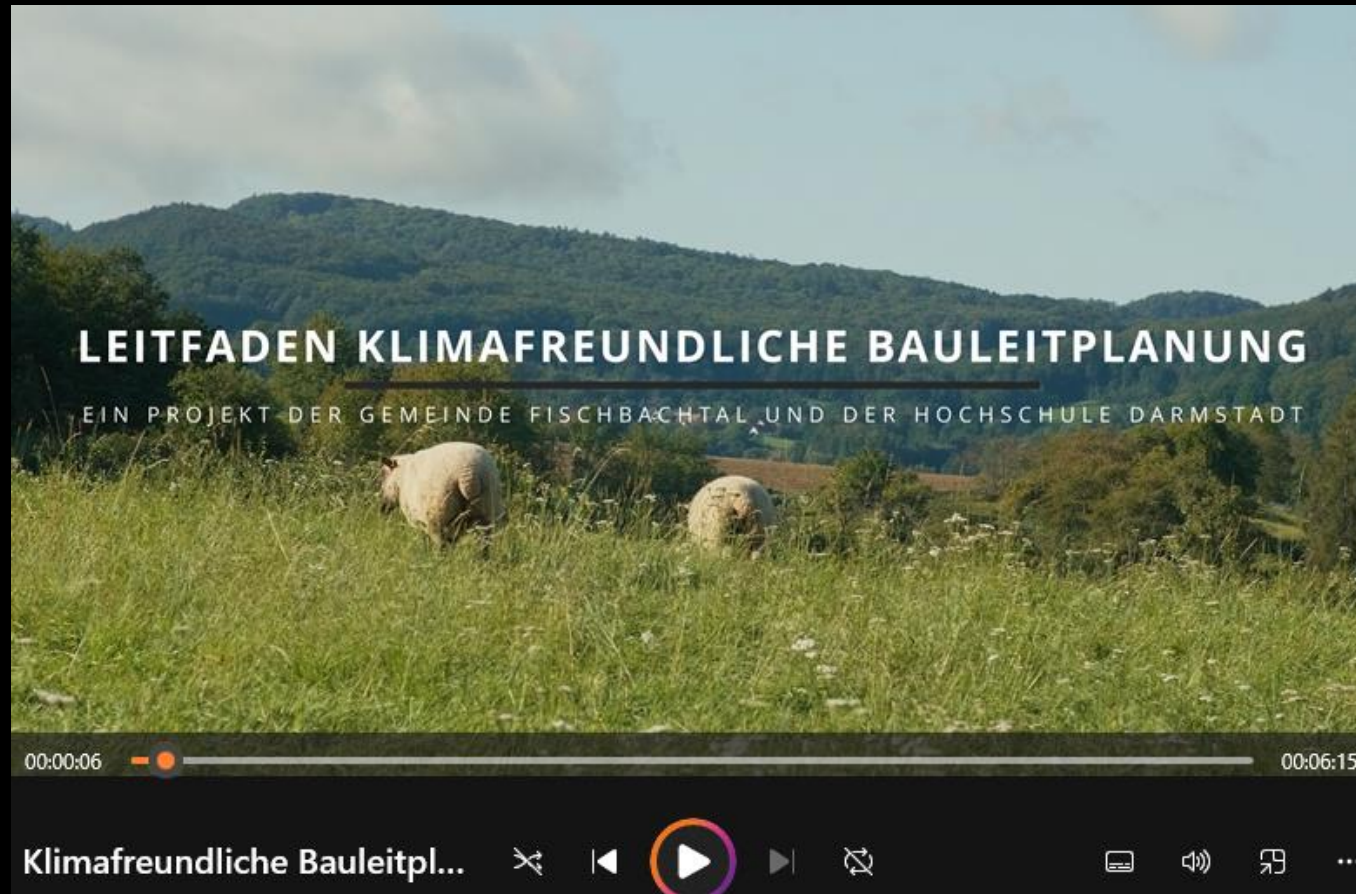 LEITFADEN KLIMAFREUNDLICHE BAULEITPLANUNG
EIN PROJEKT DER GEMEINDE FISCHBACHTAL UND DER HOCHSCHULE DARMSTADT
00:00:06
00:06:15
Klimafreundliche Bauleitpl...